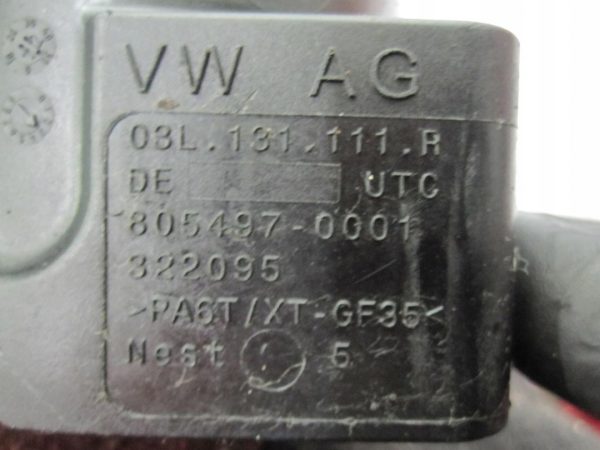 VW AG
03L.131.111.R
DE UTC
805497-0001
322095
>PA6T/XT-GF35<
Nest 5